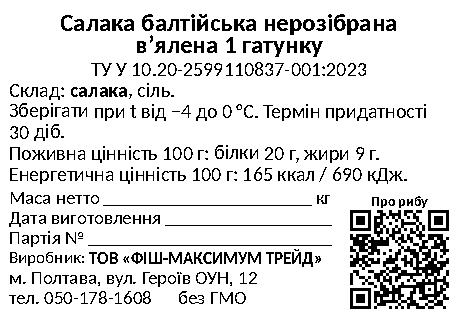 Салака балтійська нерозібрана
в’ялена 1 гатунку
ТУ У 10.20-2599110837-001:2023
Склад: салака, сіль.
Зберігати при t від −4 до 0 °C. Термін придатності
30 діб.
Поживна цінність 100 г: білки 20 г, жири 9 г.
Енергетична цінність 100 г: 165 ккал / 690 кДж.
Маса нетто ________________________ кг
Про рибу
Дата виготовлення __________________
Партія № ___________________________
Виробник: ТОВ «ФІШ-МАКСИМУМ ТРЕЙД»
м. Полтава, вул. Героїв ОУН, 12
тел. 050-178-1608 без ГМО